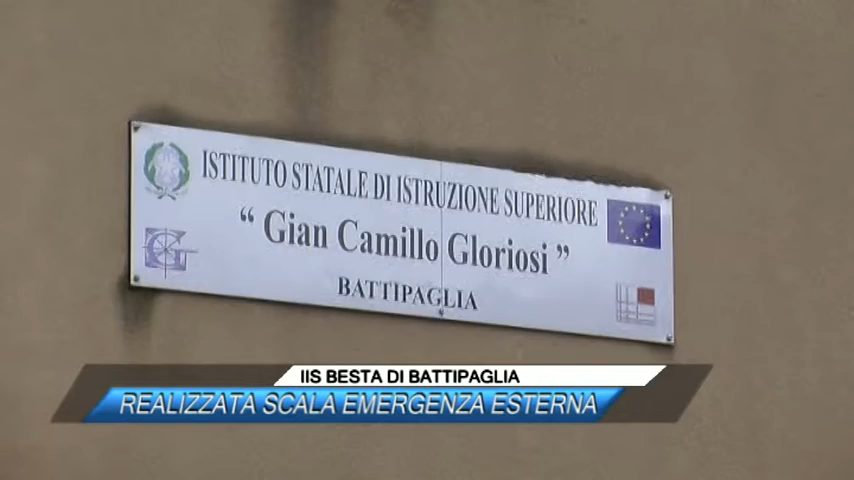 ISTITUTO STATALE DI ISTRUZIONE SUPERIORE
“ Gian Camillo Gloriosi ”
BATTIPAGLIA
IIS BESTA DI BATTIPAGLIA
REALIZZATA SCALA EMERGENZA ESTERNA